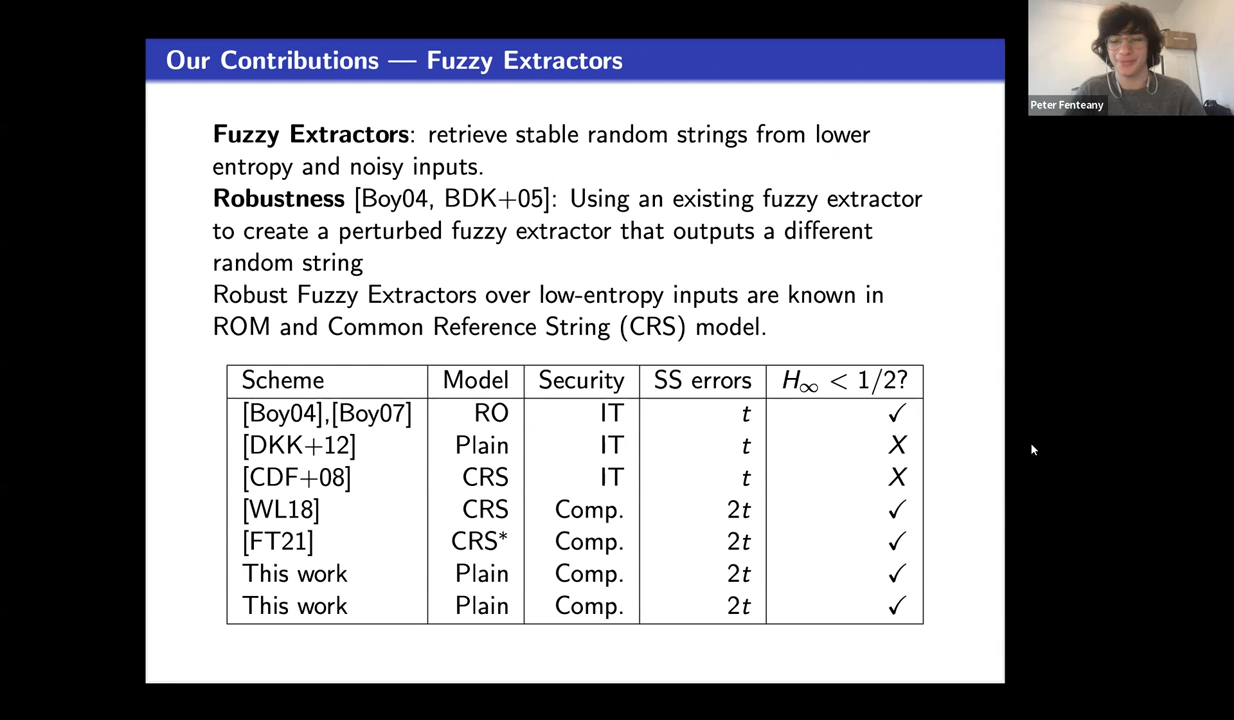 Our Contributions — Fuzzy Extractors
Peter Fenteany
Fuzzy Extractors: retrieve stable random strings from lower
entropy and noisy inputs.
Robustness [Boy04, BDK+05]: Using an existing fuzzy extractor
to create a perturbed fuzzy extractor that outputs a different
random string
Robust Fuzzy Extractors over low-entropy inputs are known in
ROM and Common Reference String (CRS) model.
Scheme Model Security SS errors H∞ < 1/2?
[Boy04],[Boy07] RO IT t ✓
[DKK+12] Plain IT t X
[CDF+08] CRS IT t X
[WL18] CRS Comp. 2t ✓
[FT21] CRS* Comp. 2t ✓
This work Plain Comp. 2t ✓
This work Plain Comp. 2t ✓